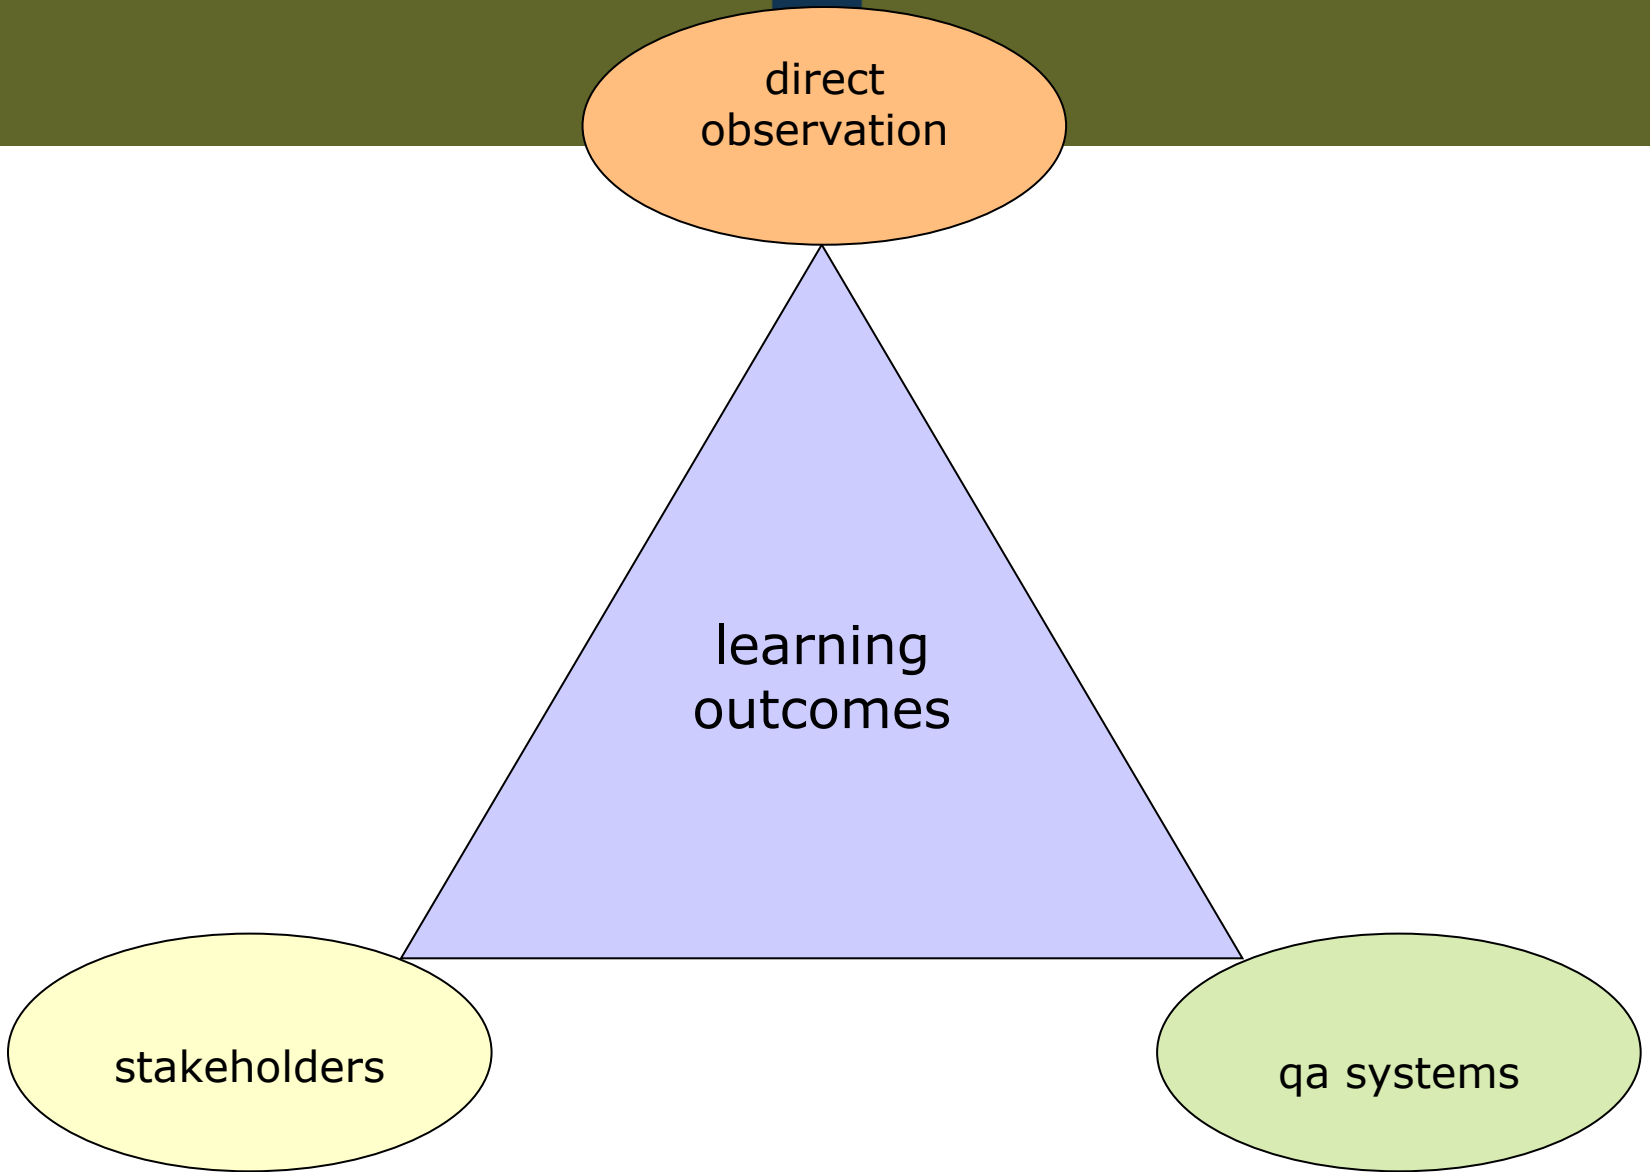 direct
observation
learning
outcomes
stakeholders
qa systems